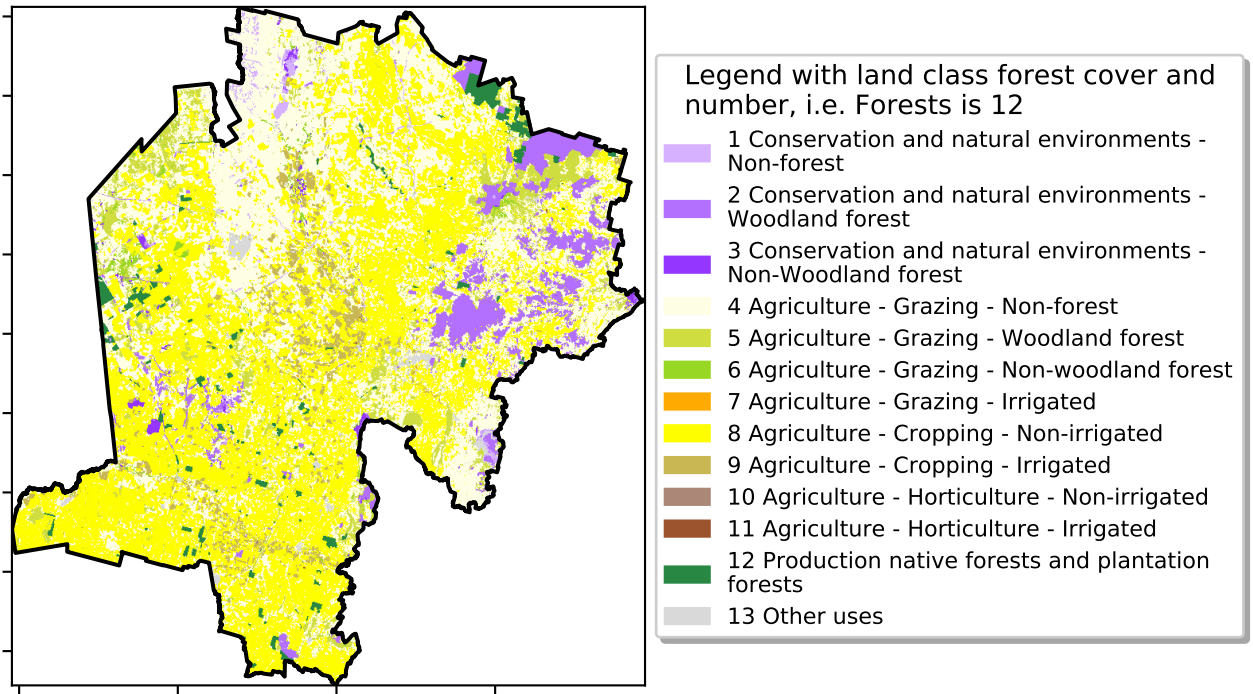 Legend with land class forest cover and
number, i.e. Forests is 12
1 Conservation and natural environments -
Non-forest
2 Conservation and natural environments -
Woodland forest
3 Conservation and natural environments -
Non-Woodland forest
4 Agriculture - Grazing - Non-forest
5 Agriculture - Grazing - Woodland forest
6 Agriculture - Grazing - Non-woodland forest
7 Agriculture - Grazing - Irrigated
8 Agriculture - Cropping - Non-irrigated
9 Agriculture - Cropping - Irrigated
10 Agriculture - Horticulture - Non-irrigated
11 Agriculture - Horticulture - Irrigated
12 Production native forests and plantation
forests
13 Other uses